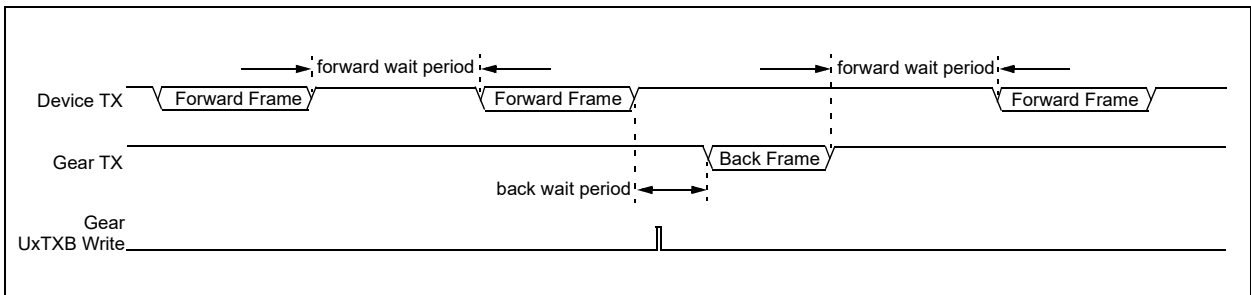 forward wait period
forward wait period
Device TX
Forward Frame
Forward Frame
Forward Frame
Gear TX
Back Frame
back wait period
Gear
UxTXB Write